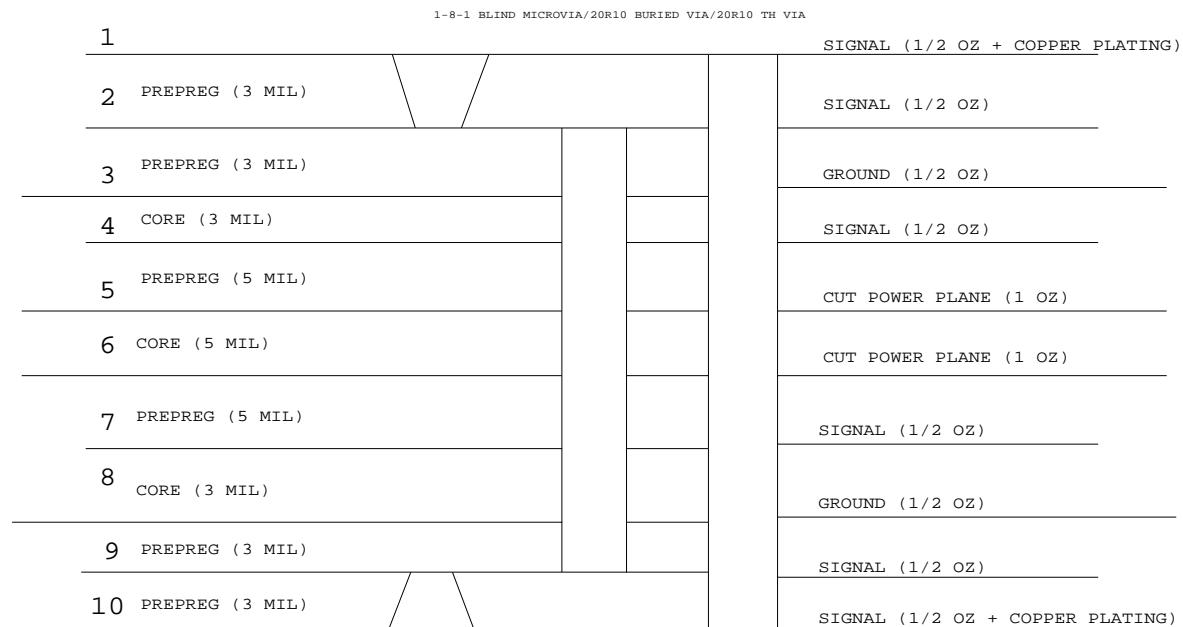 1-8-1 BLIND MICROVIA/20R10 BURIED VIA/20R10 TH VIA
1
SIGNAL (1/2 OZ + COPPER PLATING)
2 PREPREG (3 MIL)
SIGNAL (1/2 OZ)
3 PREPREG (3 MIL)
GROUND (1/2 OZ)
4 CORE (3 MIL)
SIGNAL (1/2 OZ)
5 PREPREG (5 MIL)
CUT POWER PLANE (1 OZ)
6 CORE (5 MIL)
CUT POWER PLANE (1 OZ)
7 PREPREG (5 MIL)
SIGNAL (1/2 OZ)
8 CORE (3 MIL)
GROUND (1/2 OZ)
9 PREPREG (3 MIL)
SIGNAL (1/2 OZ)
10 PREPREG (3 MIL)
SIGNAL (1/2 OZ + COPPER PLATING)